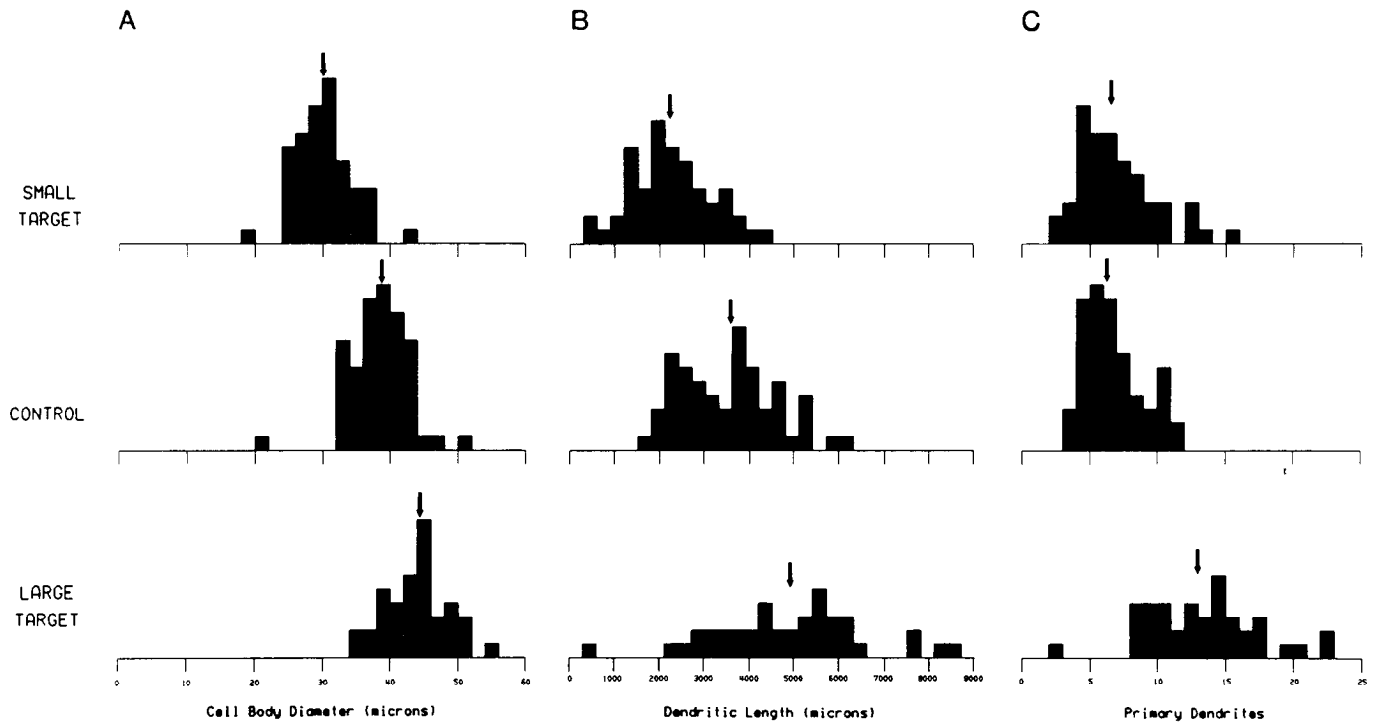 A
B
C
SMALL
TARGET
CONTROL
LARGE
TARGET
0 10 20 30 40 50 60
0 1000 2000 3000 4000 5000 6000 7000 8000 9000
0 5 10 15 20 25
Cell Body Diameter (microns)
Dendritic Length (microns)
Primary Dendrites